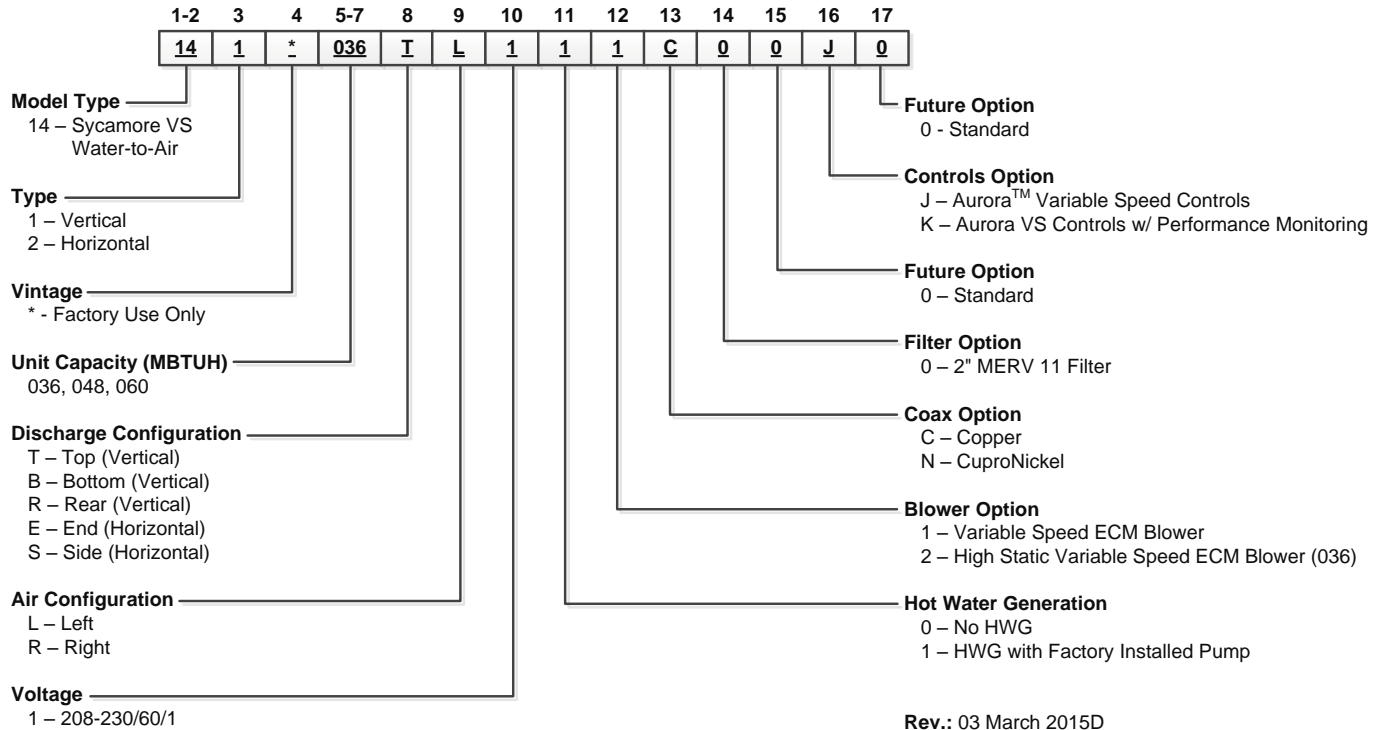 1-2 3 4 5-7 8 9 10 11 12 13 14 15 16 17
14 1 * 036 T L 1 1 1 C 0 0 J 0
Model Type
14 – Sycamore VS
Water-to-Air
Type
1 – Vertical
2 – Horizontal
Vintage
* - Factory Use Only
Unit Capacity (MBTUH)
036, 048, 060
Discharge Configuration
T – Top (Vertical)
B – Bottom (Vertical)
R – Rear (Vertical)
E – End (Horizontal)
S – Side (Horizontal)
Air Configuration
L – Left
R – Right
Voltage
1 – 208-230/60/1
Future Option
0 - Standard
Controls Option
J – Aurora™ Variable Speed Controls
K – Aurora VS Controls w/ Performance Monitoring
Future Option
0 – Standard
Filter Option
0 – 2" MERV 11 Filter
Coax Option
C – Copper
N – CuproNickel
Blower Option
1 – Variable Speed ECM Blower
2 – High Static Variable Speed ECM Blower (036)
Hot Water Generation
0 – No HWG
1 – HWG with Factory Installed Pump
Rev.: 03 March 2015D